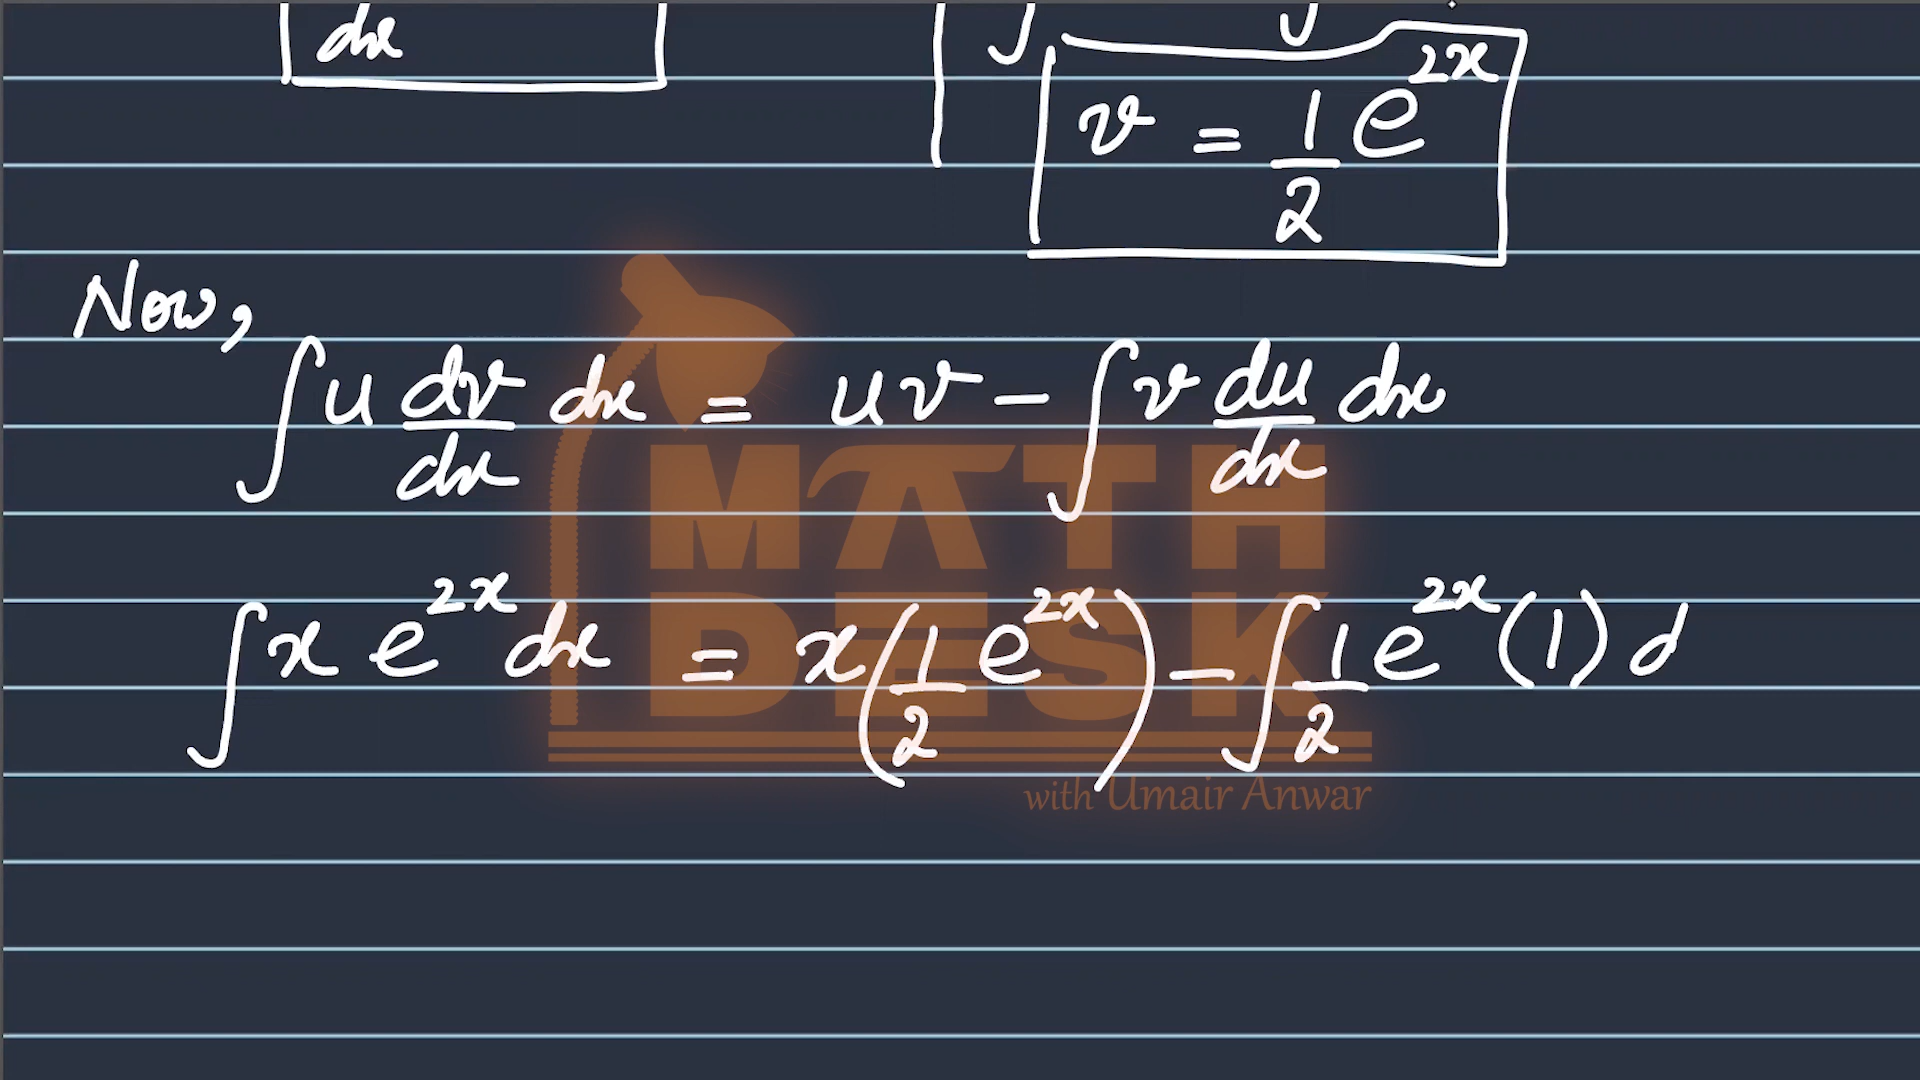 dx
v = 1/2 e^2x
Now,
∫ u dv/dx dx = uv - ∫ v du/dx dx
∫ x e^2x dx = x(1/2 e^2x) - ∫ 1/2 e^2x (1) d
MATH
DESK
with Umair Anwar